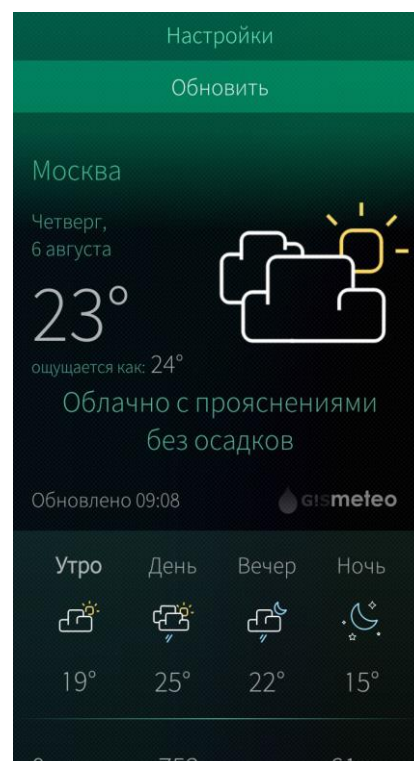 Настройки
Обновить
Москва
Четверг,
6 августа
23°
ощущается как: 24°
Облачно с прояснениями
без осадков
Обновлено 09:08
GISmeteo
Утро День Вечер Ночь
19° 25° 22° 15°